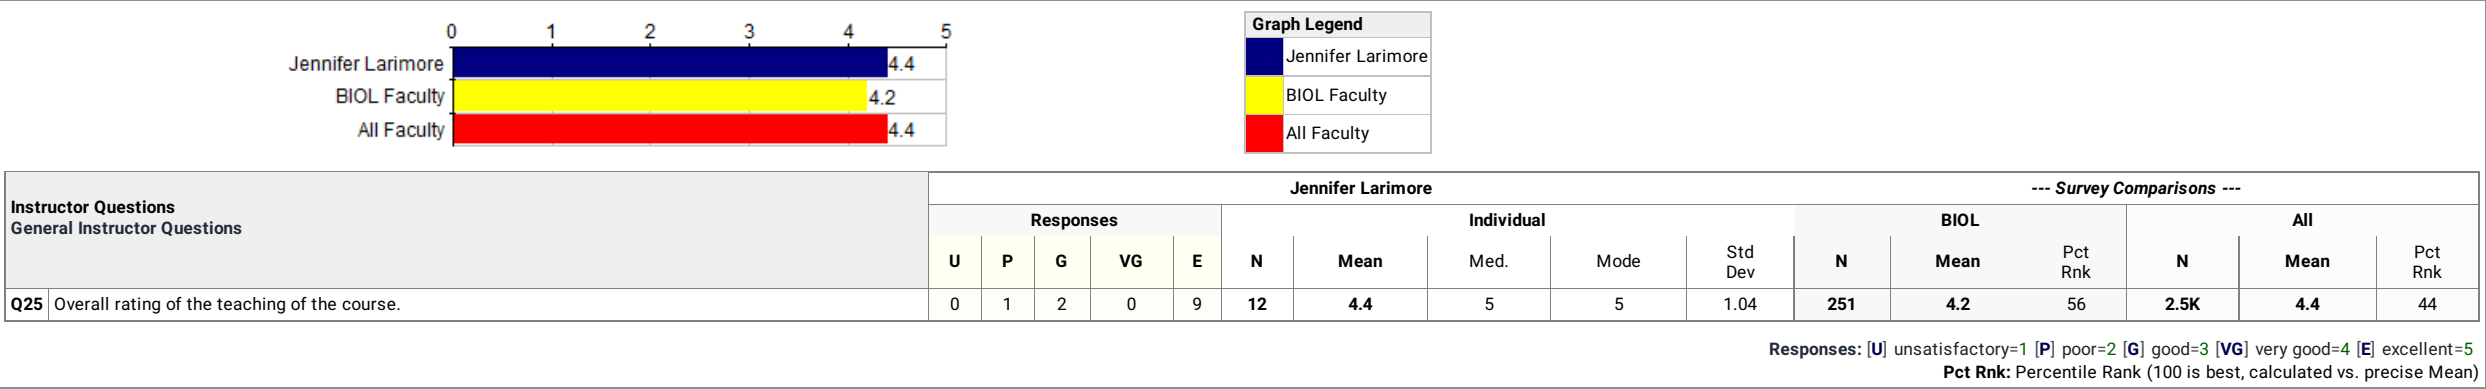 0 1 2 3 4 5
Jennifer Larimore 4.4
BIOL Faculty 4.2
All Faculty 4.4
Graph Legend
Jennifer Larimore
BIOL Faculty
All Faculty
Instructor Questions
General Instructor Questions
Jennifer Larimore --- Survey Comparisons ---
Responses Individual BIOL All
U P G VG E N Mean Med. Mode Std Dev N Mean Pct Rnk N Mean Pct Rnk
Q25 Overall rating of the teaching of the course. 0 1 2 0 9 12 4.4 5 5 1.04 251 4.2 56 2.5K 4.4 44
Responses: [U] unsatisfactory=1 [P] poor=2 [G] good=3 [VG] very good=4 [E] excellent=5
Pct Rnk: Percentile Rank (100 is best, calculated vs. precise Mean)